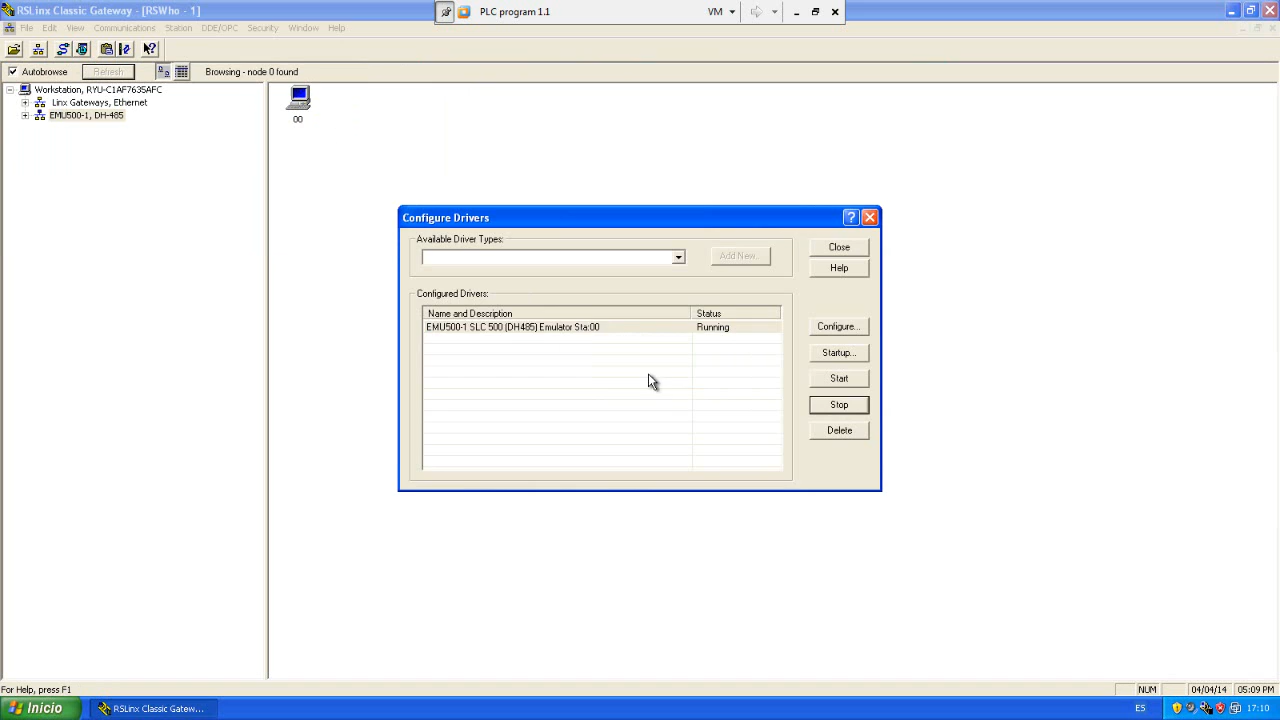 RSLinx Classic Gateway - [RSWho - 1]
PLC program 1.1
VM
File Edit View Communications Station DDE/OPC Security Window Help
Autobrowse Refresh Browsing - node 0 found
Workstation, RYU-C1AF7635AFC
Linx Gateways, Ethernet
EMU500-1, DH-485
00
Configure Drivers
Available Driver Types:
Add New...
Close
Help
Configured Drivers:
Name and Description Status
EMU500-1 SLC 500 (DH485) Emulator Sta:00 Running
Configure...
Startup...
Start
Stop
Delete
For Help, press F1
NUM 04/04/14 05:09 PM
Inicio RSLinx Classic Gatew... ES 17:10